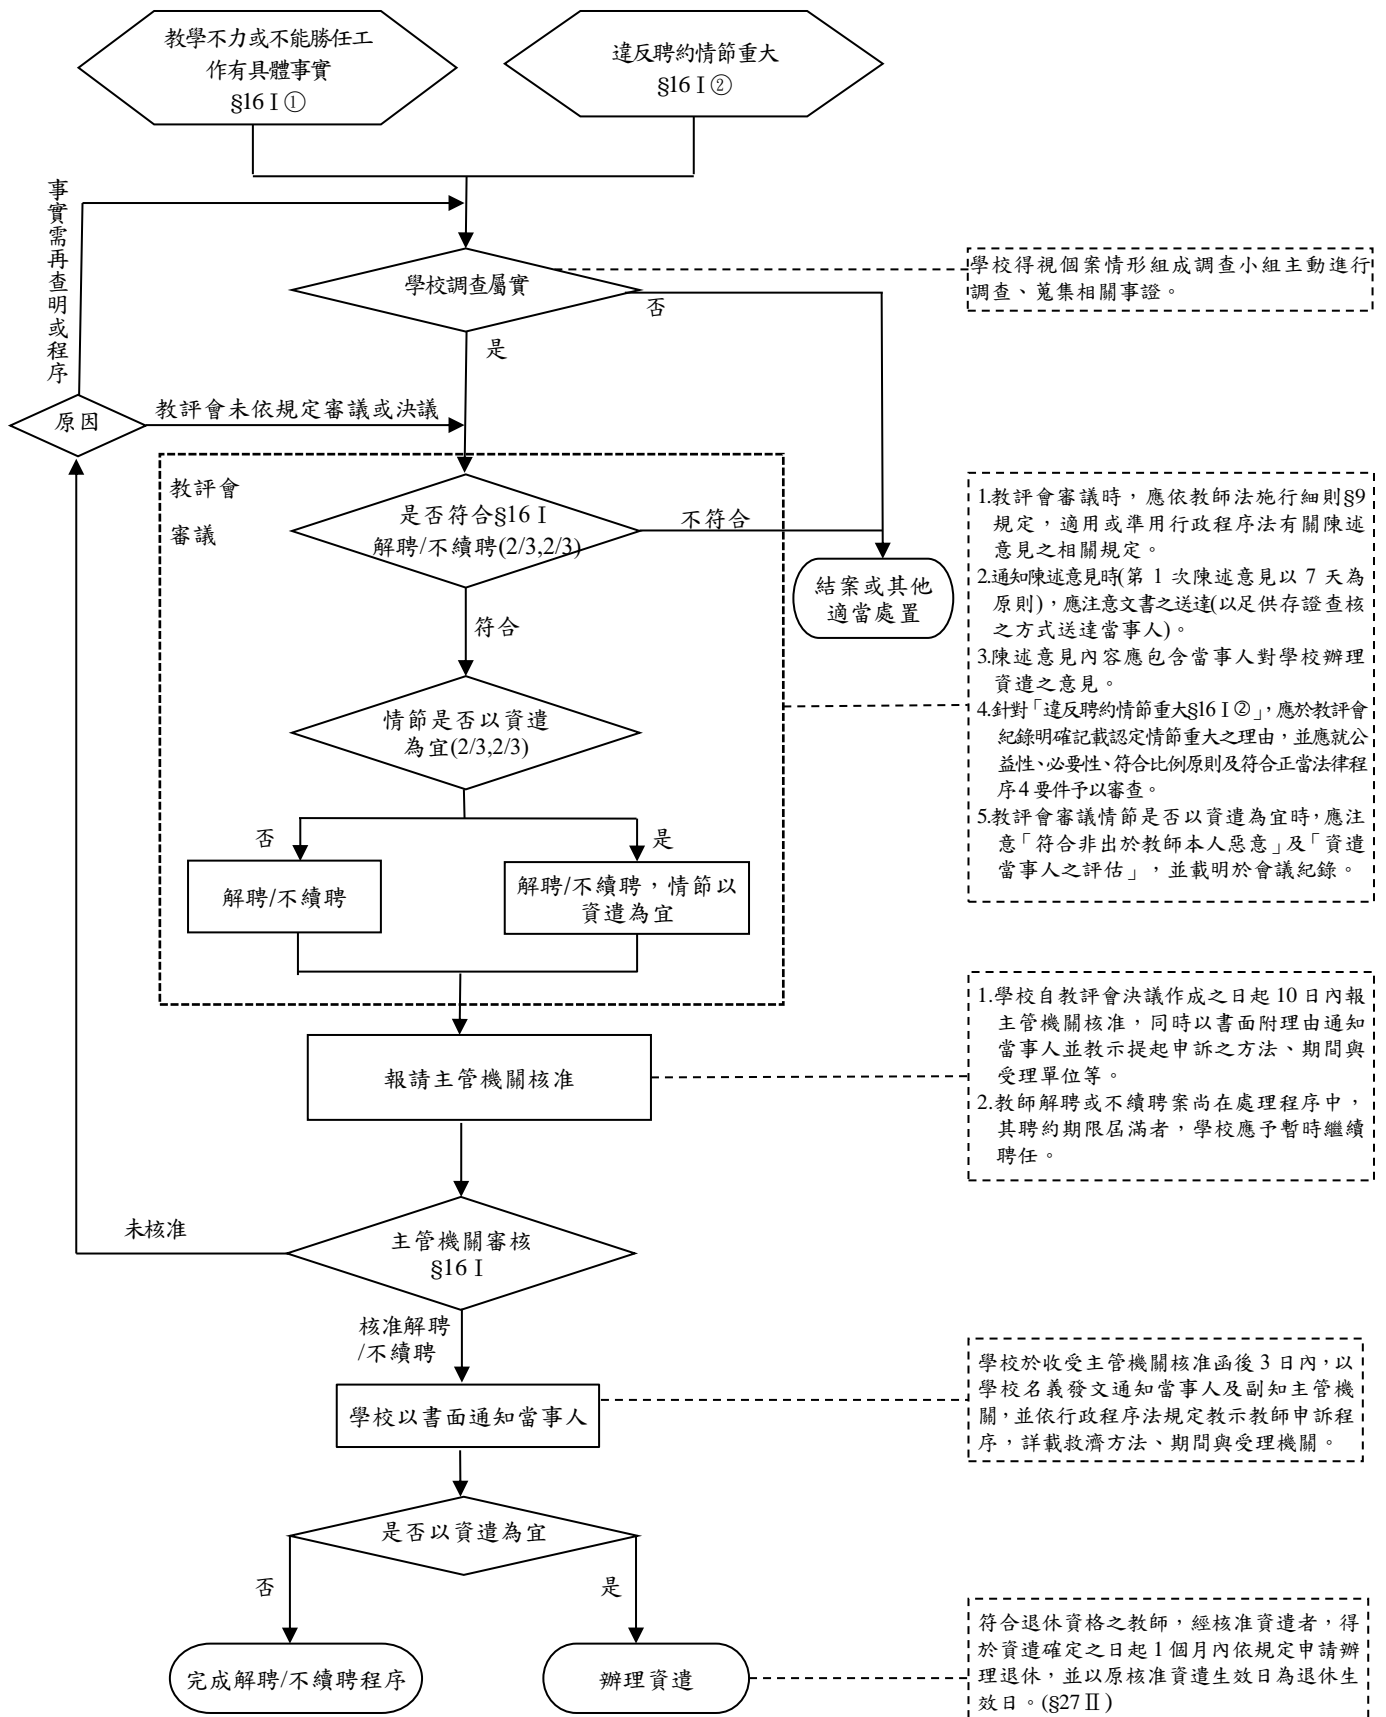 教學不力或不能勝任工
作有具體事實
§16 I ①
違反聘約情節重大
§16 I ②
事實需再查明或程序
學校調查屬實
學校得視個案情形組成調查小組主動進行
調查、蒐集相關事證。
否
是
原因
教評會未依規定審議或決議
教評會
審議
是否符合§16 I
解聘/不續聘(2/3,2/3)
不符合
結案或其他
適當處置
符合
情節是否以資遣
為宜(2/3,2/3)
1.教評會審議時，應依教師法施行細則§9
規定，適用或準用行政程序法有關陳述
意見之相關規定。
2.通知陳述意見時(第 1 次陳述意見以 7 天為
原則)，應注意文書之送達(以足供存證查核
之方式送達當事人)。
3.陳述意見內容應包含當事人對學校辦理
資遣之意見。
4.針對「違反聘約情節重大§16 I ②」，應於教評會
紀錄明確記載認定情節重大之理由，並應就公
益性、必要性、符合比例原則及符合正當法律程
序 4 要件予以審查。
5.教評會審議情節是否以資遣為宜時，應注
意「符合非出於教師本人惡意」及「資遣
當事人之評估」，並載明於會議紀錄。
否
是
解聘/不續聘
解聘/不續聘，情節以
資遣為宜
報請主管機關核准
1.學校自教評會決議作成之日起 10 日內報
主管機關核准，同時以書面附理由通知
當事人並教示提起申訴之方法、期間與
受理單位等。
2.教師解聘或不續聘案尚在處理程序中，
其聘約期限屆滿者，學校應予暫時繼續
聘任。
未核准
主管機關審核
§16 I
核准解聘
/不續聘
學校以書面通知當事人
學校於收受主管機關核准函後 3 日內，以
學校名義發文通知當事人及副知主管機
關，並依行政程序法規定教示教師申訴程
序，詳載救濟方法、期間與受理機關。
是否以資遣為宜
否
是
完成解聘/不續聘程序
辦理資遣
符合退休資格之教師，經核准資遣者，得
於資遣確定之日起 1 個月內依規定申請辦
理退休，並以原核准資遣生效日為退休生
效日。(§27 II)